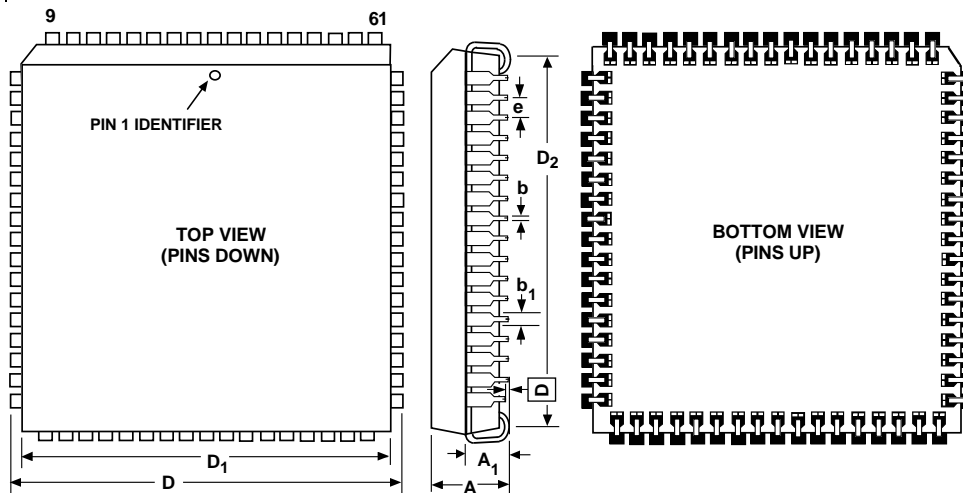 9
61
PIN 1 IDENTIFIER
TOP VIEW
(PINS DOWN)
D1
D
e
D2
b
b1
D
A1
A
BOTTOM VIEW
(PINS UP)